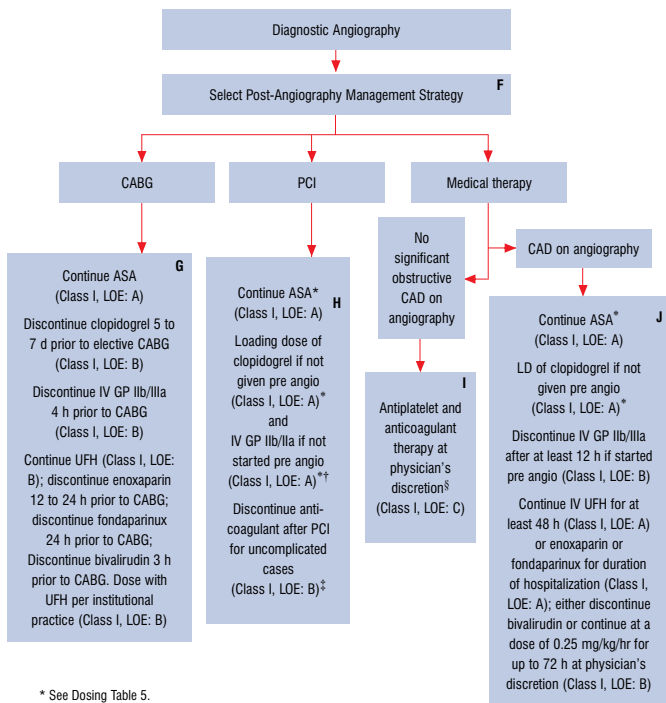 Diagnostic Angiography
Select Post-Angiography Management Strategy
F
CABG
PCI
Medical therapy
G
Continue ASA
(Class I, LOE: A)
Discontinue clopidogrel 5 to
7 d prior to elective CABG
(Class I, LOE: B)
Discontinue IV GP IIb/IIIa
4 h prior to CABG
(Class I, LOE: B)
Continue UFH (Class I, LOE:
B); discontinue enoxaparin
12 to 24 h prior to CABG;
discontinue fondaparinux
24 h prior to CABG;
Discontinue bivalirudin 3 h
prior to CABG. Dose with
UFH per institutional
practice (Class I, LOE: B)
H
Continue ASA*
(Class I, LOE: A)
Loading dose of
clopidogrel if not
given pre angio
(Class I, LOE: A)*
and
IV GP IIb/IIa if not
started pre angio
(Class I, LOE: A)*†
Discontinue anti-
coagulant after PCI
for uncomplicated
cases
(Class I, LOE: B)‡
No
significant
obstructive
CAD on
angiography
I
Antiplatelet and
anticoagulant
therapy at
physician's
discretion§
(Class I, LOE: C)
CAD on angiography
J
Continue ASA*
(Class I, LOE: A)
LD of clopidogrel if not
given pre angio
(Class I, LOE: A)*
Discontinue IV GP IIb/IIIa
after at least 12 h if started
pre angio (Class I, LOE: B)
Continue IV UFH for at
least 48 h (Class I, LOE: A)
or enoxaparin or
fondaparinux for duration
of hospitalization (Class I,
LOE: A); either discontinue
bivalirudin or continue at a
dose of 0.25 mg/kg/hr for
up to 72 h at physician's
discretion (Class I, LOE: B)
* See Dosing Table 5.